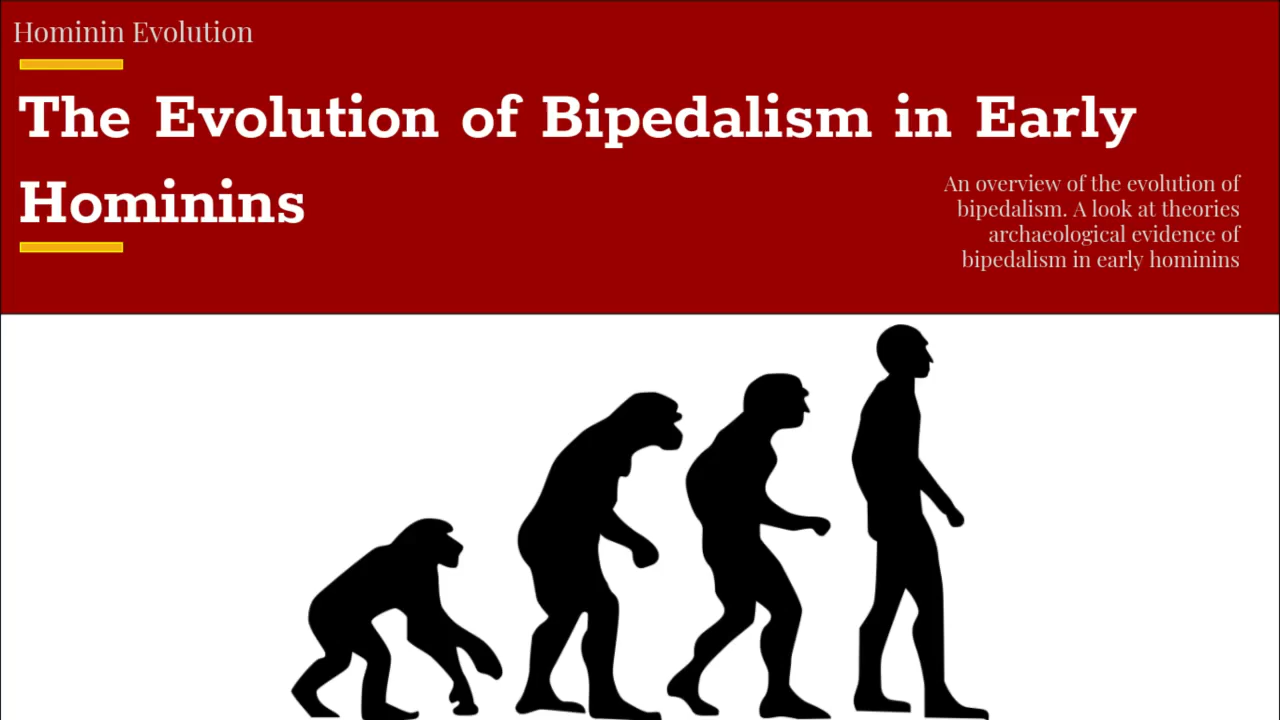 Hominin Evolution
The Evolution of Bipedalism in Early
Hominins
An overview of the evolution of
bipedalism. A look at theories
archaeological evidence of
bipedalism in early hominins